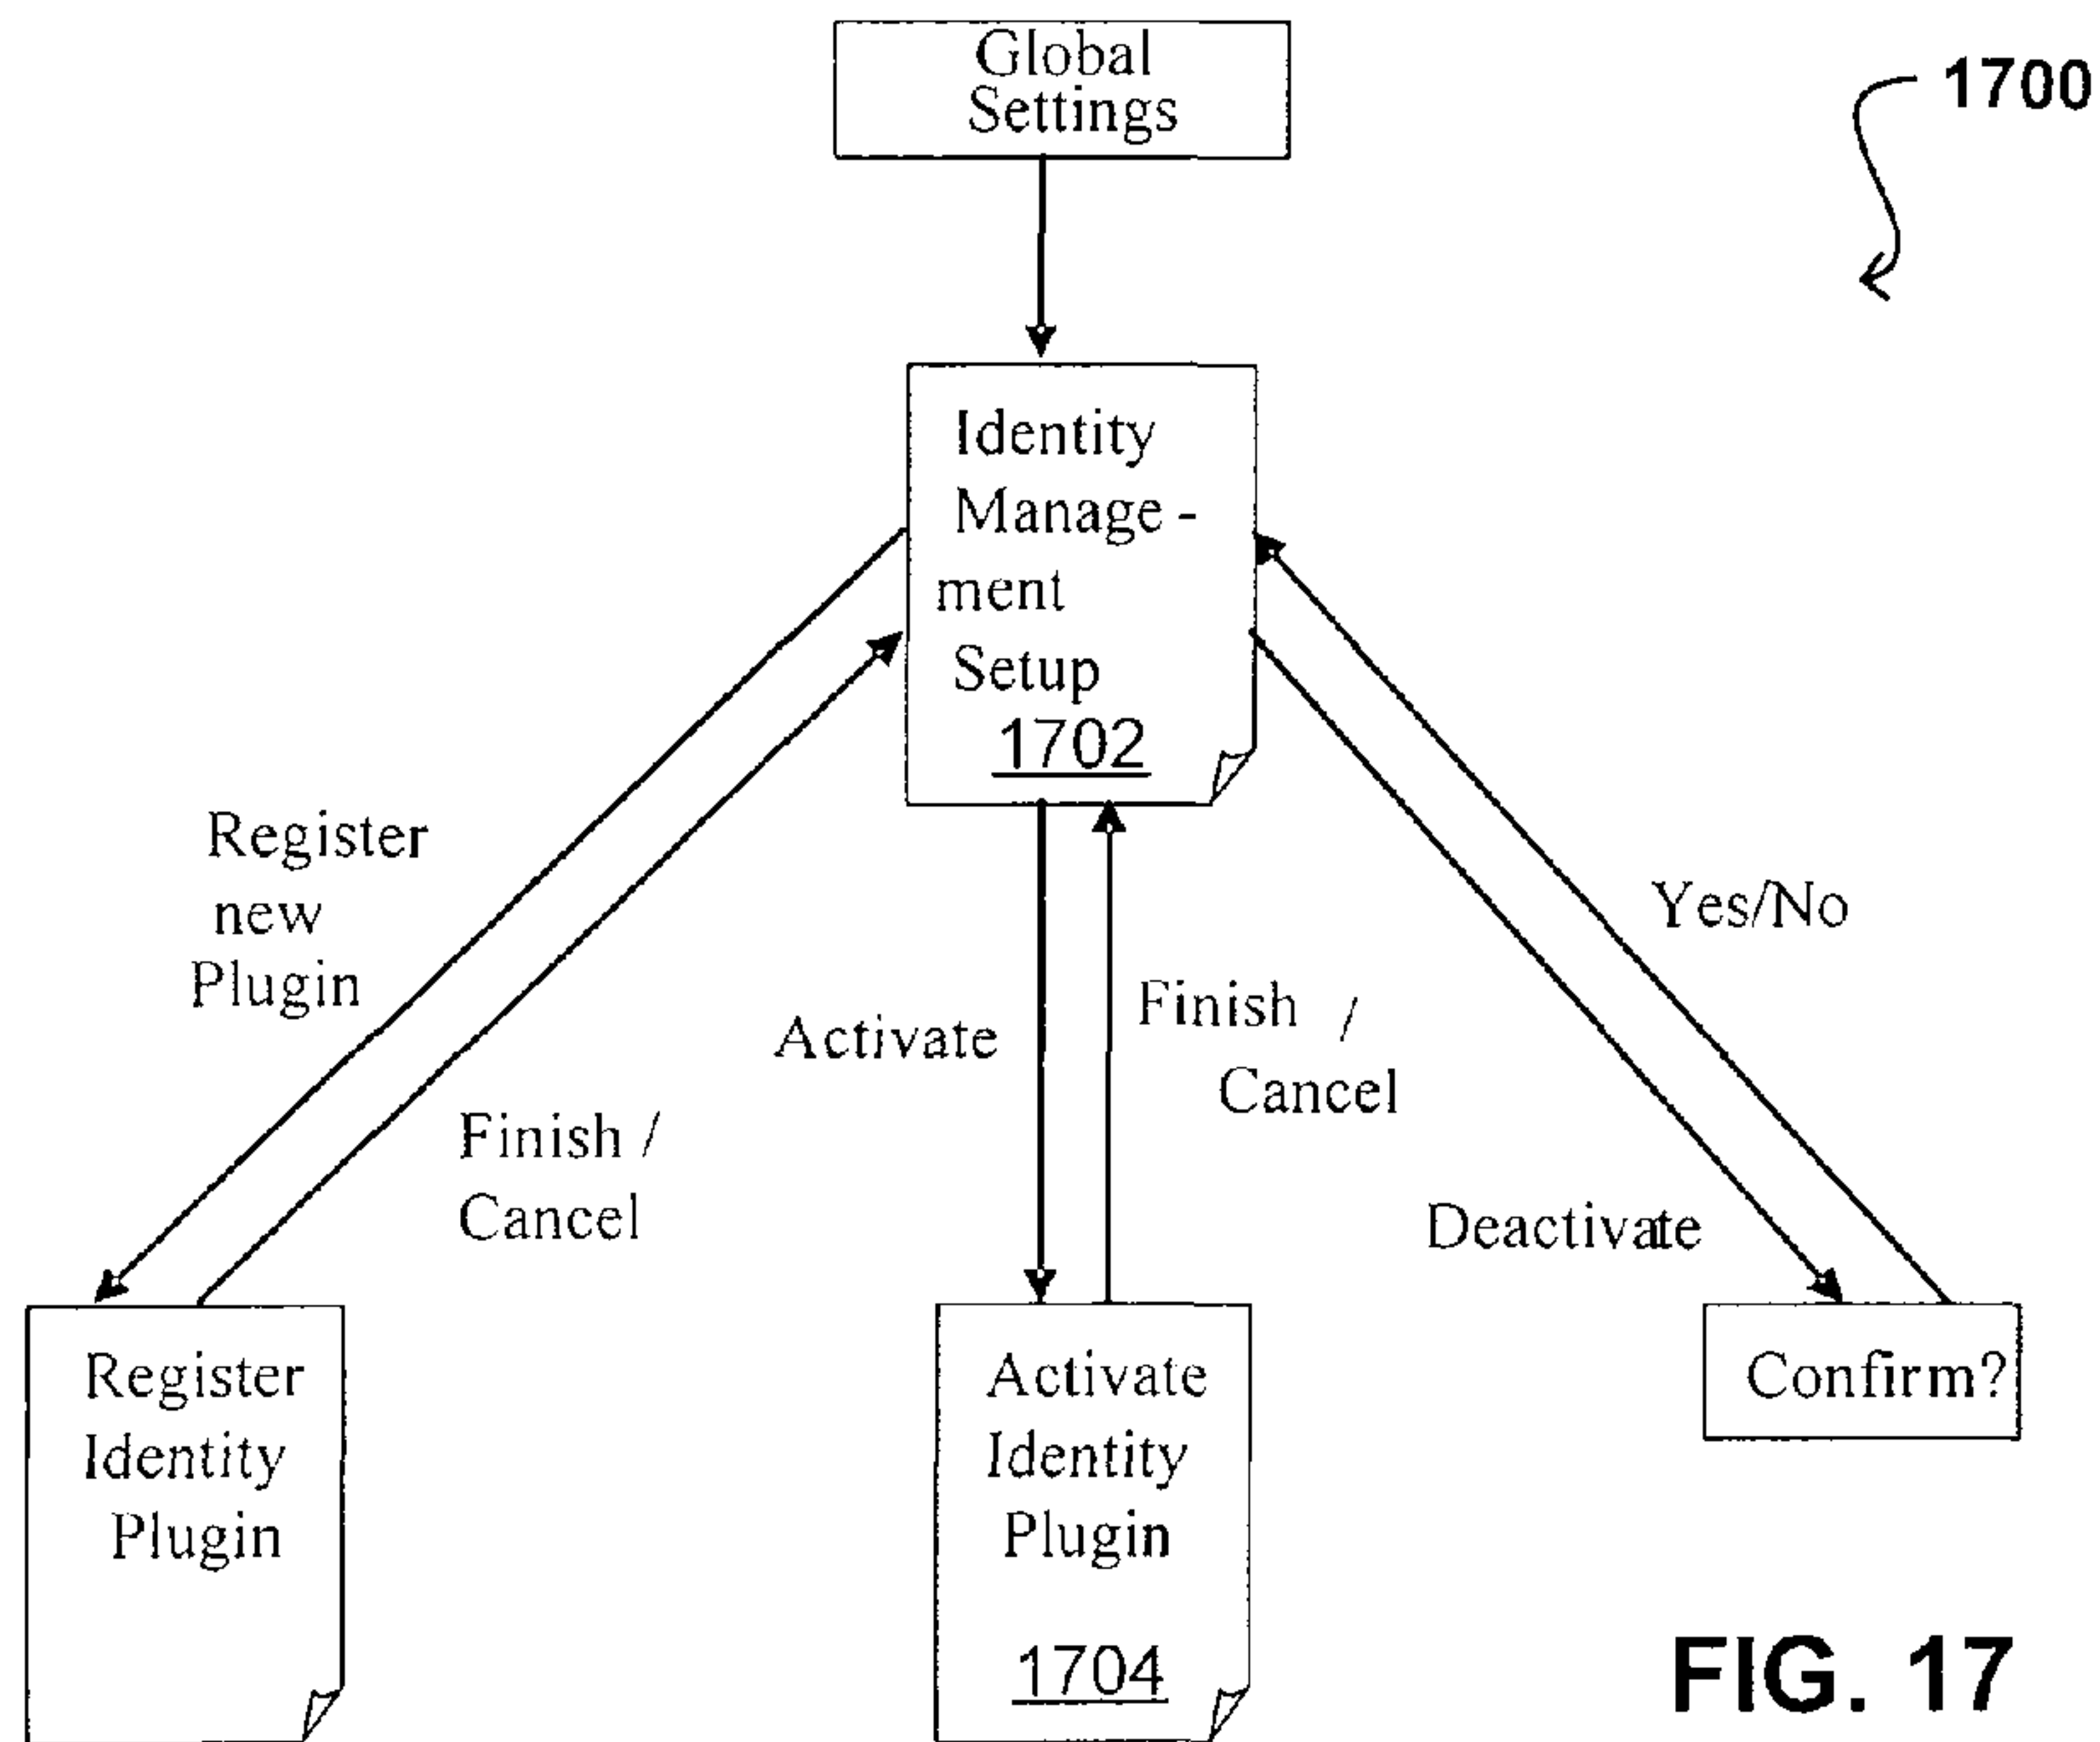 Global
Settings
1700
Identity
Manage -
ment
Setup
1702
Register
new
Plugin
Finish /
Cancel
Activate
Finish /
Cancel
Yes/No
Deactivate
Register
Identity
Plugin
Activate
Identity
Plugin
1704
Confirm?
FIG. 17